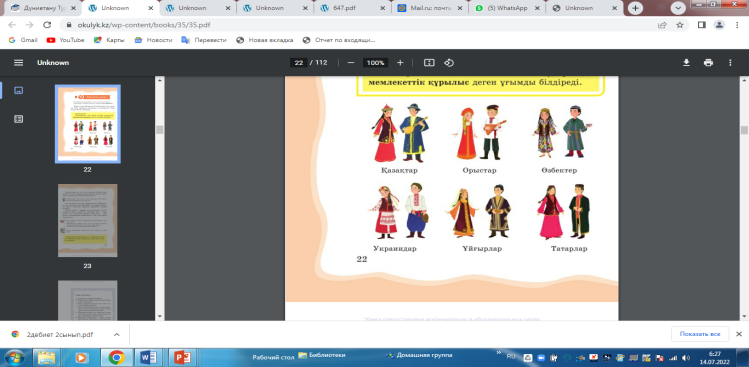 Дүниетану Ту
Unknown
Unknown
Unknown
647.pdf
Mail.ru: почта
(5) WhatsApp
Unknown
okulyk.kz/wp-content/books/35/35.pdf
Gmail YouTube Карты Новости Перевести Новая вкладка Отчет по входящи...
Unknown 22 / 112 100%
мемлекеттік құрылыс деген ұғымды білдіреді.
Қазақтар Орыстар Өзбектер
Украиндар Ұйғырлар Татарлар
22
22
23
2дебиет 2сынып.pdf
Показать все
Рабочий стол Библиотеки Домашняя группа RU 6:27
14.07.2022